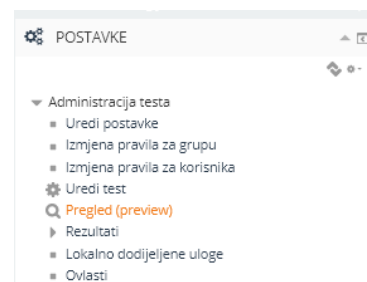 POSTAVKE
Administracija testa
Uredi postavke
Izmjena pravila za grupu
Izmjena pravila za korisnika
Uredi test
Pregled (preview)
Rezultati
Lokalno dodijeljene uloge
Ovlasti